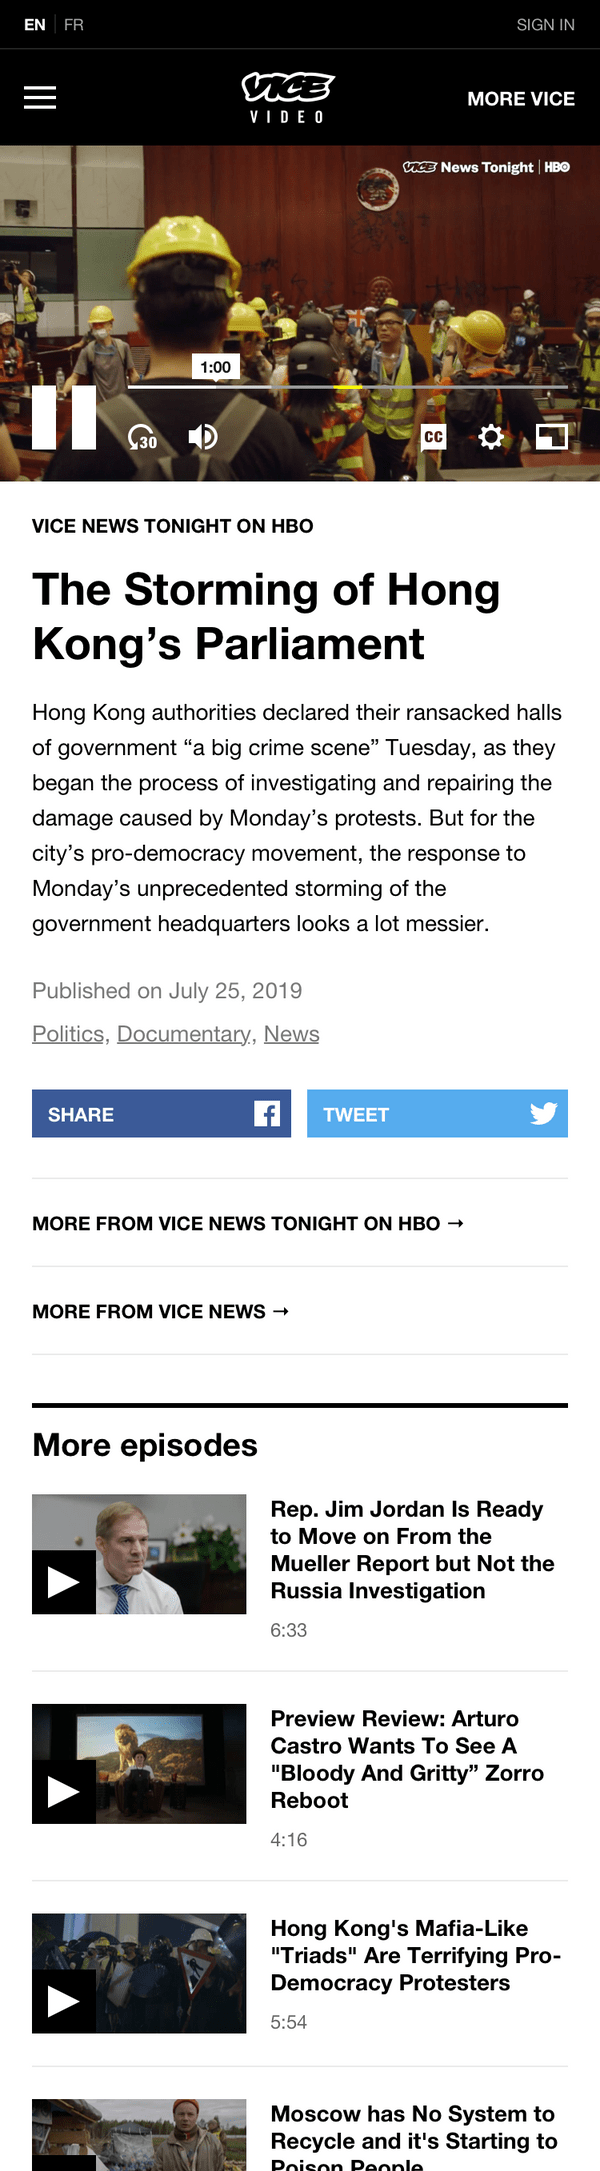 EN FR SIGN IN
VICE
VIDEO
MORE VICE
VICE News Tonight | HBO
1:00
30
CC
VICE NEWS TONIGHT ON HBO
The Storming of Hong
Kong’s Parliament
Hong Kong authorities declared their ransacked halls
of government “a big crime scene” Tuesday, as they
began the process of investigating and repairing the
damage caused by Monday’s protests. But for the
city’s pro-democracy movement, the response to
Monday’s unprecedented storming of the
government headquarters looks a lot messier.
Published on July 25, 2019
Politics, Documentary, News
SHARE
TWEET
MORE FROM VICE NEWS TONIGHT ON HBO →
MORE FROM VICE NEWS →
More episodes
Rep. Jim Jordan Is Ready
to Move on From the
Mueller Report but Not the
Russia Investigation
6:33
Preview Review: Arturo
Castro Wants To See A
"Bloody And Gritty” Zorro
Reboot
4:16
Hong Kong's Mafia-Like
"Triads" Are Terrifying Pro-
Democracy Protesters
5:54
Moscow has No System to
Recycle and it's Starting to
Poison People